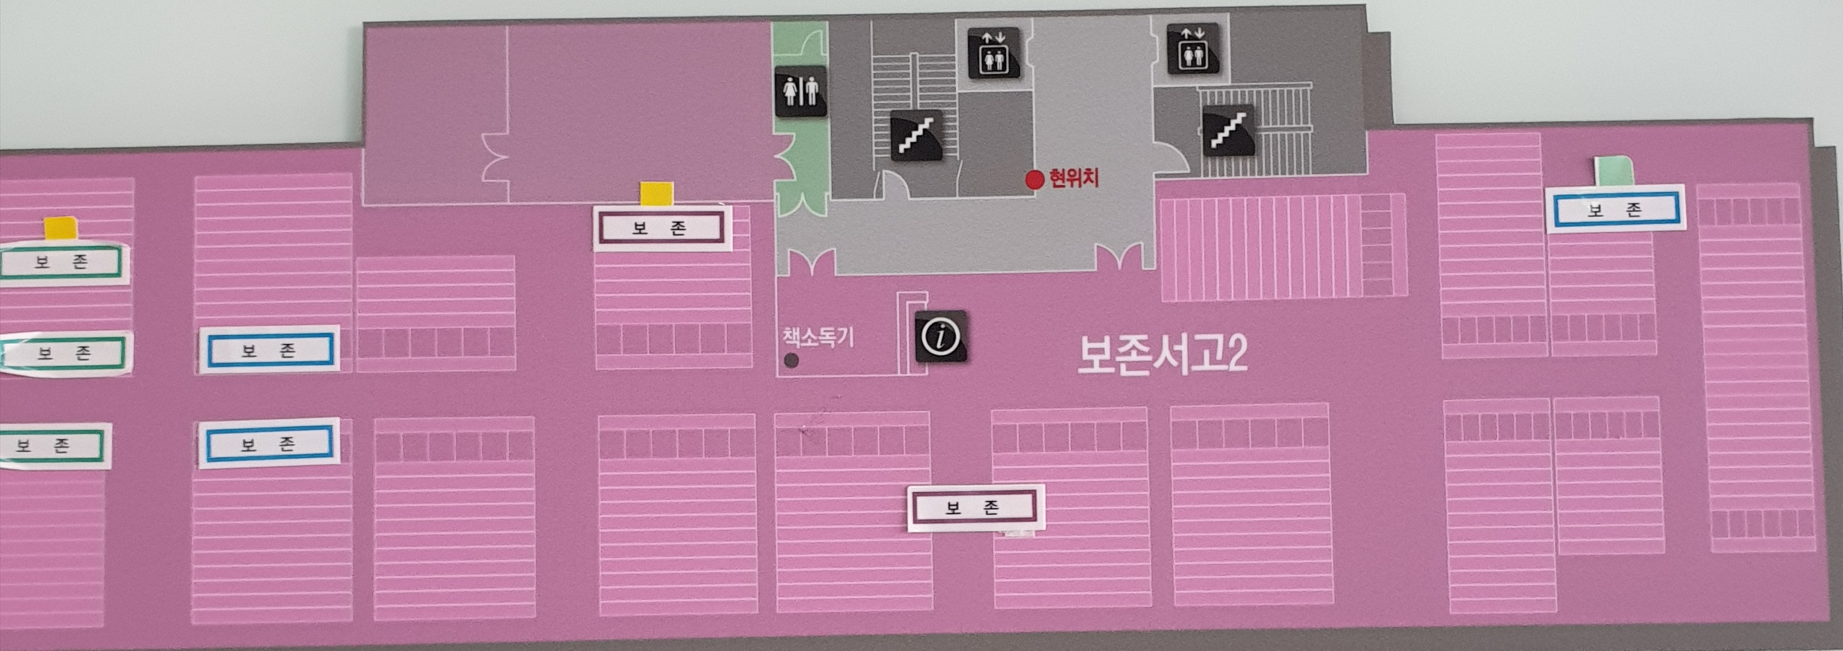 현위치
보 존
보 존
보 존
책소독기
i
보존서고2
보 존
보 존
보 존
보 존
보 존